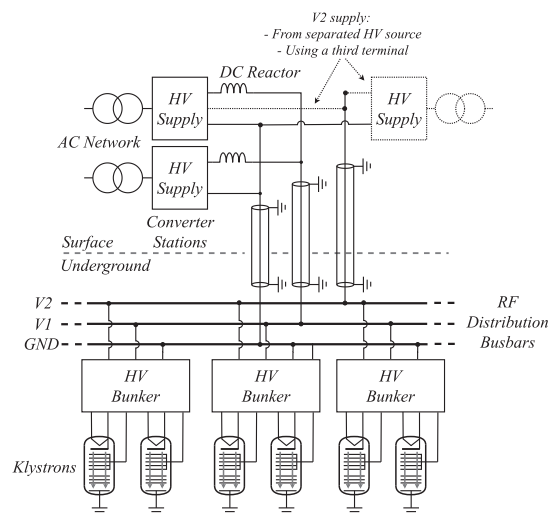 V2 supply:
- From separated HV source
- Using a third terminal
DC Reactor
HV
Supply
HV
Supply
AC Network
HV
Supply
Converter
Stations
Surface
Underground
V2
RF
V1
Distribution
GND
Busbars
HV
Bunker
HV
Bunker
HV
Bunker
Klystrons